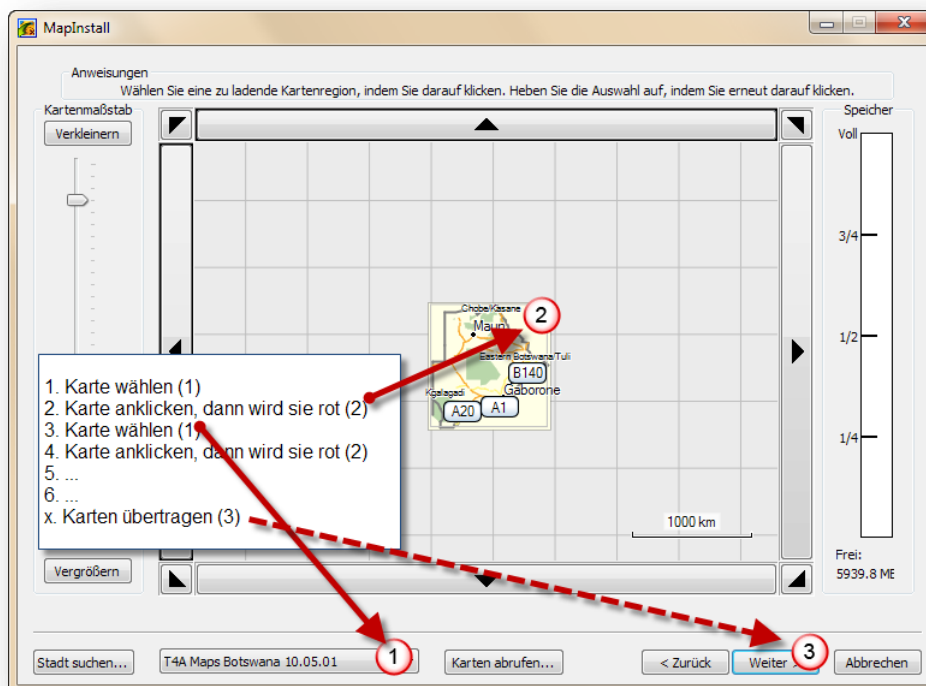 MapInstall
Anweisungen
Wählen Sie eine zu ladende Kartenregion, indem Sie darauf klicken. Heben Sie die Auswahl auf, indem Sie erneut darauf klicken.
Kartenmaßstab
Verkleinern
Speicher
Voll
3/4
1/2
1/4
Chobe/Kasane
Maun
2
Eastern Botswana/Tuli
B140
Gaborone
Kgalagadi
A20
A1
1. Karte wählen (1)
2. Karte anklicken, dann wird sie rot (2)
3. Karte wählen (1)
4. Karte anklicken, dann wird sie rot (2)
5. ...
6. ...
x. Karten übertragen (3)
1000 km
Vergrößern
Frei:
5939.8 ME
Stadt suchen...
T4A Maps Botswana 10.05.01
1
Karten abrufen...
< Zurück
Weiter >
3
Abbrechen